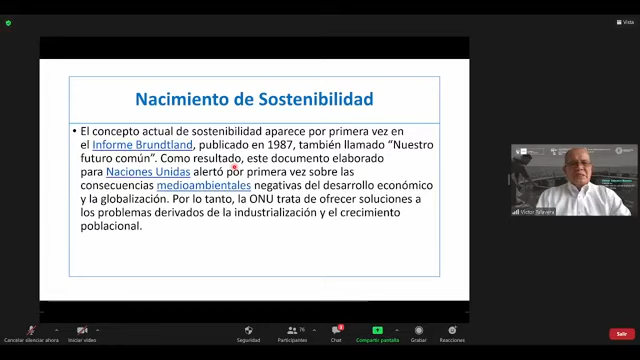 Vista
Nacimiento de Sostenibilidad
• El concepto actual de sostenibilidad aparece por primera vez en
el Informe Brundtland, publicado en 1987, también llamado “Nuestro
futuro común”. Como resultado, este documento elaborado
para Naciones Unidas alertó por primera vez sobre las
consecuencias medioambientales negativas del desarrollo económico
y la globalización. Por lo tanto, la ONU trata de ofrecer soluciones a
los problemas derivados de la industrialización y el crecimiento
poblacional.
Victor Talavera
Cancelar silenciar ahora
Iniciar video
Seguridad
Participantes
76
Chat
Compartir pantalla
Grabar
Reacciones
Salir